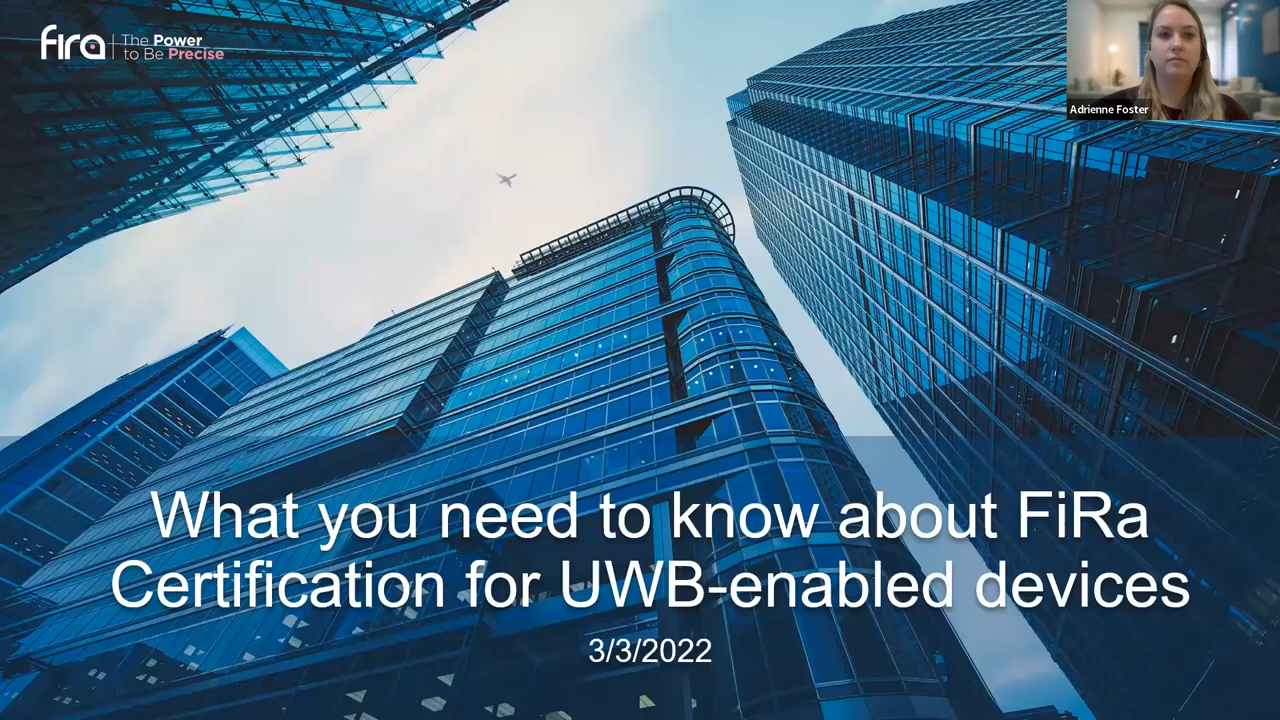 fira
The Power
to Be Precise
Adrienne Foster
What you need to know about FiRa
Certification for UWB-enabled devices
3/3/2022